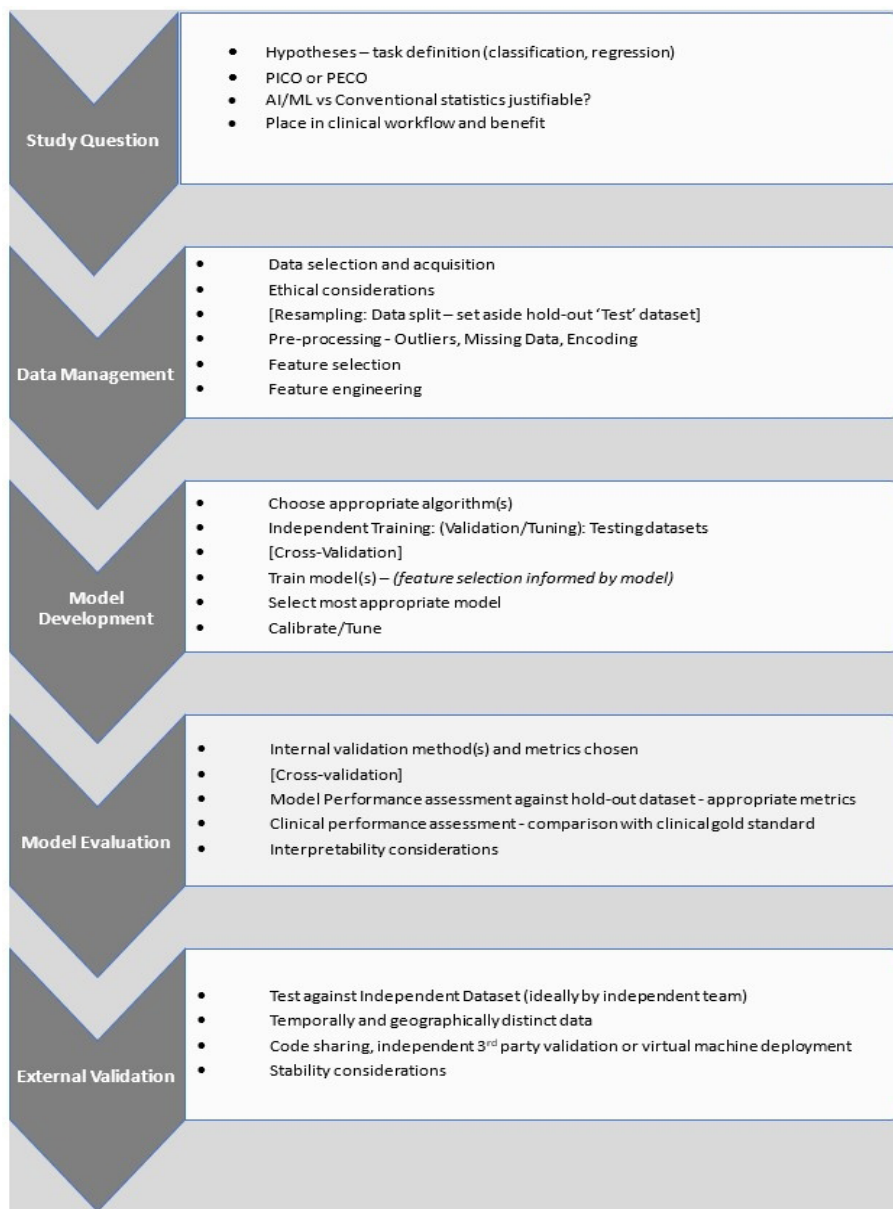 Study Question
Hypotheses – task definition (classification, regression)
PICO or PECO
AI/ML vs Conventional statistics justifiable?
Place in clinical workflow and benefit
Data Management
Data selection and acquisition
Ethical considerations
[Resampling: Data split – set aside hold-out ‘Test’ dataset]
Pre-processing - Outliers, Missing Data, Encoding
Feature selection
Feature engineering
Model
Development
Choose appropriate algorithm(s)
Independent Training: (Validation/Tuning): Testing datasets
[Cross-Validation]
Train model(s) – (feature selection informed by model)
Select most appropriate model
Calibrate/Tune
Model Evaluation
Internal validation method(s) and metrics chosen
[Cross-validation]
Model Performance assessment against hold-out dataset - appropriate metrics
Clinical performance assessment - comparison with clinical gold standard
Interpretability considerations
External Validation
Test against Independent Dataset (ideally by independent team)
Temporally and geographically distinct data
Code sharing, independent 3rd party validation or virtual machine deployment
Stability considerations